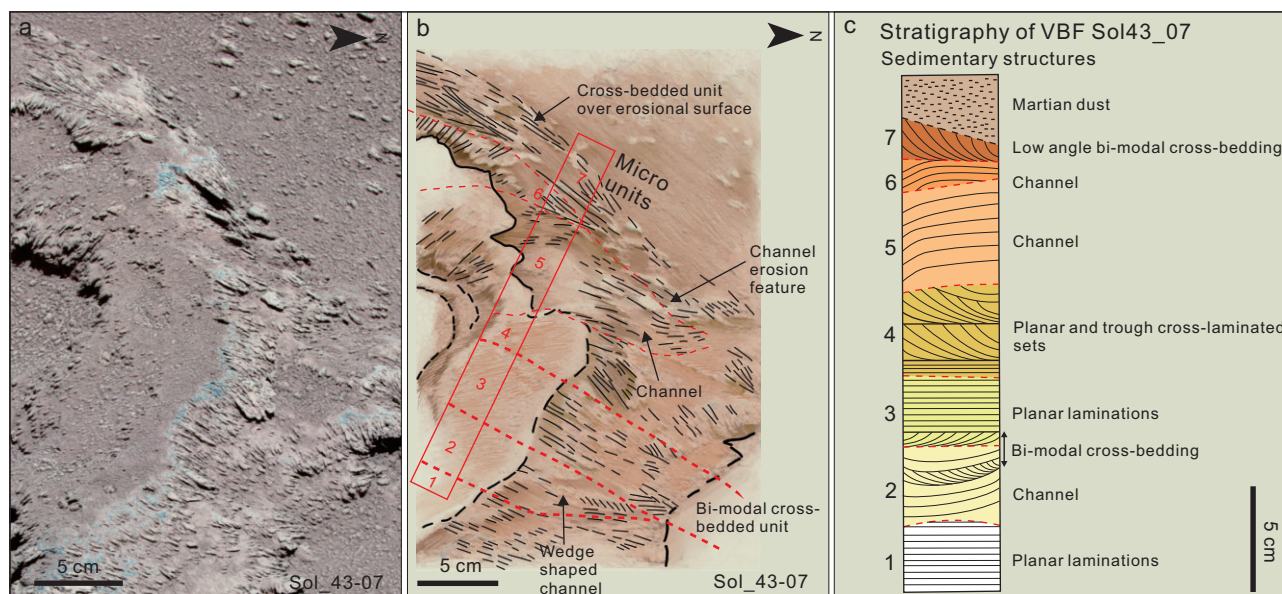 a
N
5 cm
Sol_43-07
b
N
Cross-bedded unit
over erosional surface
Micro
units
7
6
5
4
3
2
1
Channel
erosion
feature
Channel
Bi-modal cross-
bedded unit
Wedge
shaped channel
5 cm
Sol_43-07
c
Stratigraphy of VBF Sol43_07
Sedimentary structures
Martian dust
7
Low angle bi-modal cross-bedding
6
Channel
5
Channel
4
Planar and trough cross-laminated
sets
3
Planar laminations
Bi-modal cross-bedding
2
Channel
1
Planar laminations
5 cm